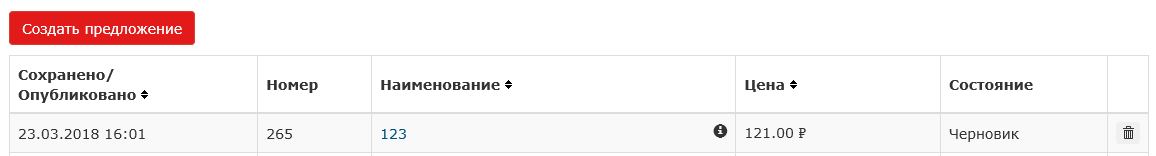 Создать предложение
Сохранено/
Опубликовано
Номер
Наименование
Цена
Состояние
23.03.2018 16:01
265
123
121.00 ₽
Черновик